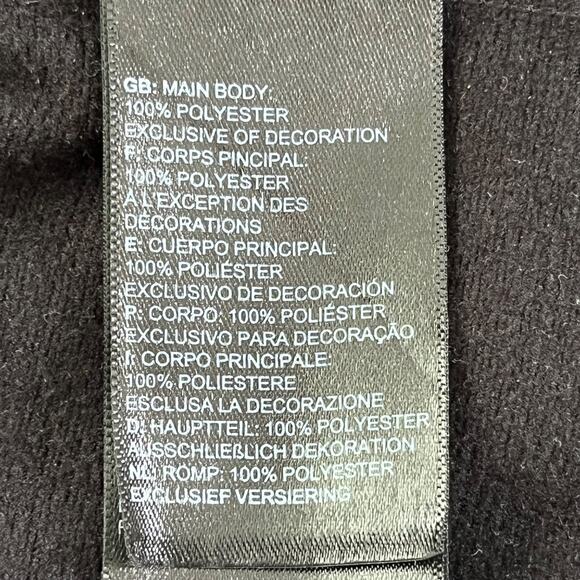 GB: MAIN BODY:
100% POLYESTER
EXCLUSIVE OF DECORATION
F: CORPS PINCIPAL:
100% POLYESTER
A L'EXCEPTION DES
DÉCORATIONS
E: CUERPO PRINCIPAL:
100% POLIÉSTER
EXCLUSIVO DE DECORACIÓN
P: CORPO: 100% POLIÉSTER
EXCLUSIVO PARA DECORAÇÃO
I: CORPO PRINCIPALE:
100% POLIESTERE
ESCLUSA LA DECORAZIONE
D: HAUPTTEIL: 100% POLYESTER
AUSSCHLIEßLICH DEKORATION
NL: ROMP: 100% POLYESTER
EXCLUSIEF VERSIERING